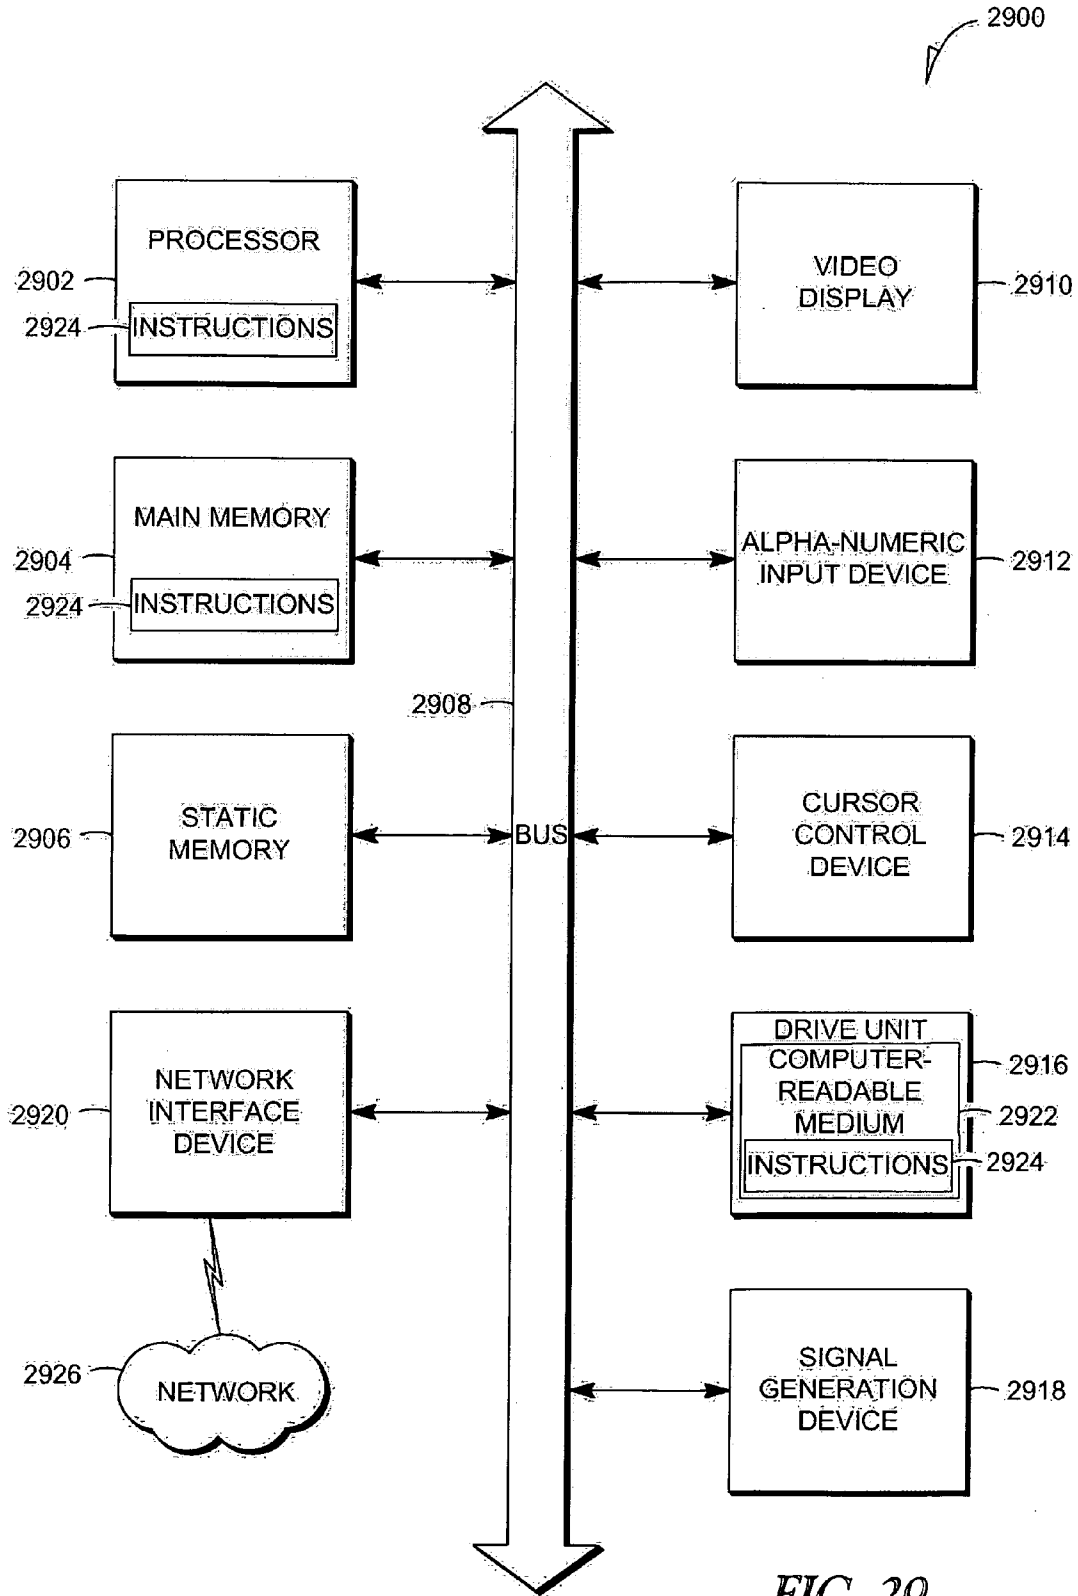 2900
PROCESSOR
2902
2924
INSTRUCTIONS
VIDEO
DISPLAY
2910
MAIN MEMORY
2904
2924
INSTRUCTIONS
ALPHA-NUMERIC
INPUT DEVICE
2912
2908
STATIC
MEMORY
2906
BUS
CURSOR
CONTROL
DEVICE
2914
NETWORK
INTERFACE
DEVICE
2920
DRIVE UNIT
COMPUTER-
READABLE
MEDIUM
2916
2922
INSTRUCTIONS
2924
2926
NETWORK
SIGNAL
GENERATION
DEVICE
2918
FIG. 29